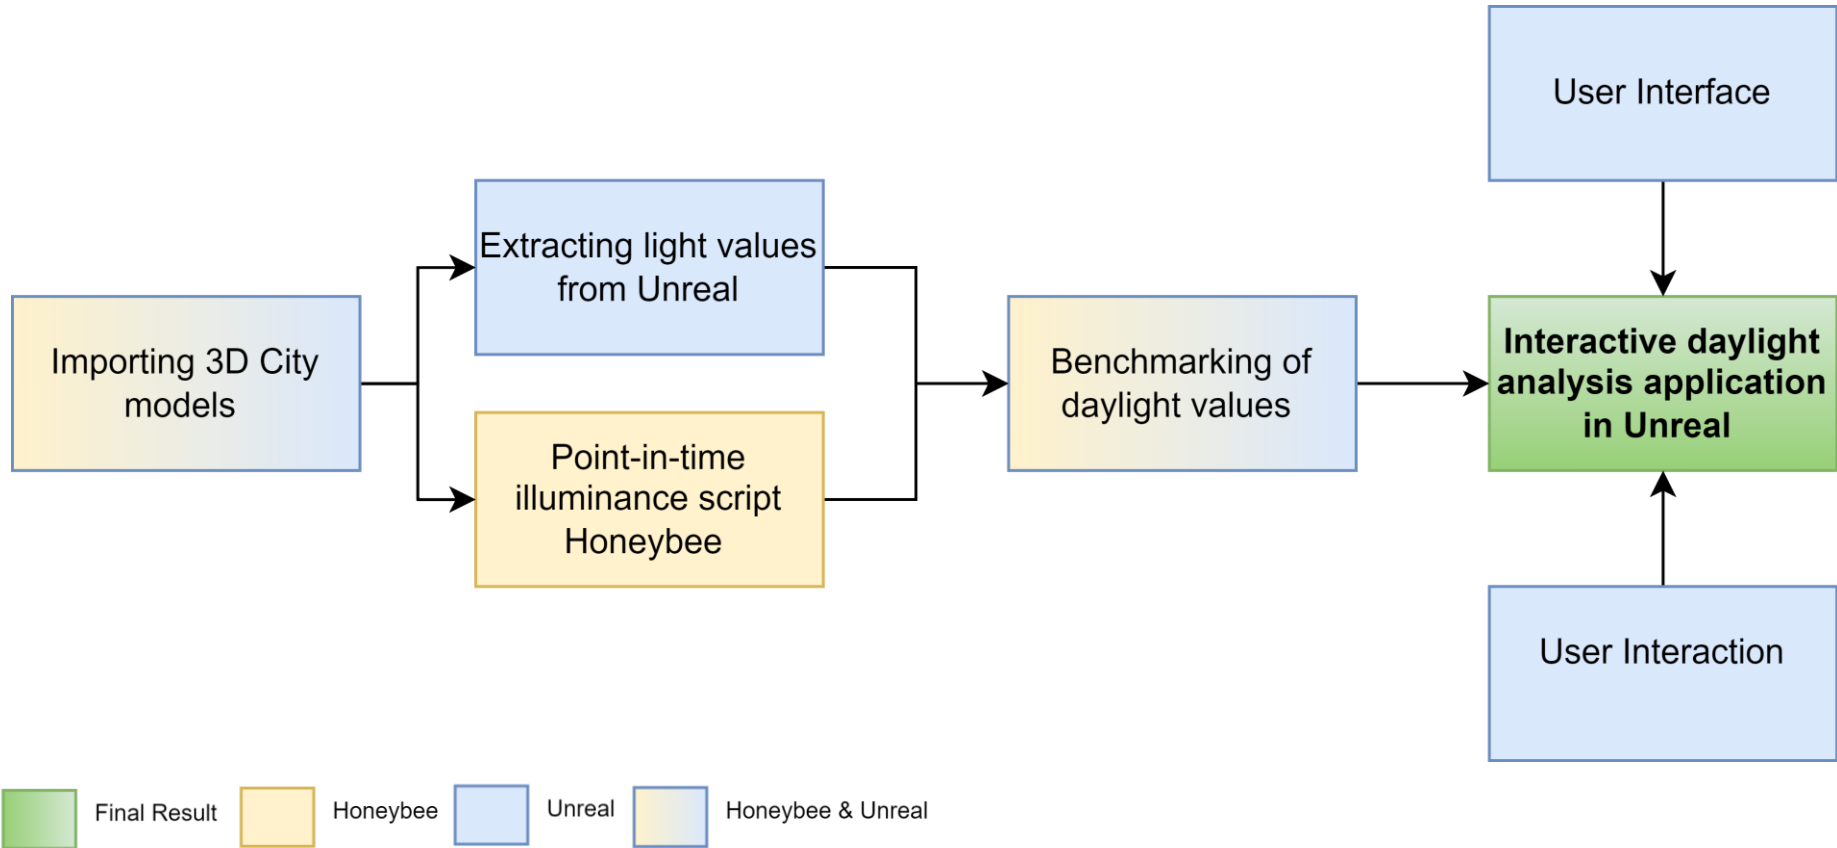 User Interface
Extracting light values
from Unreal
Importing 3D City
models
Benchmarking of
daylight values
Interactive daylight
analysis application
in Unreal
Point-in-time
illuminance script
Honeybee
User Interaction
Final Result
Honeybee
Unreal
Honeybee & Unreal